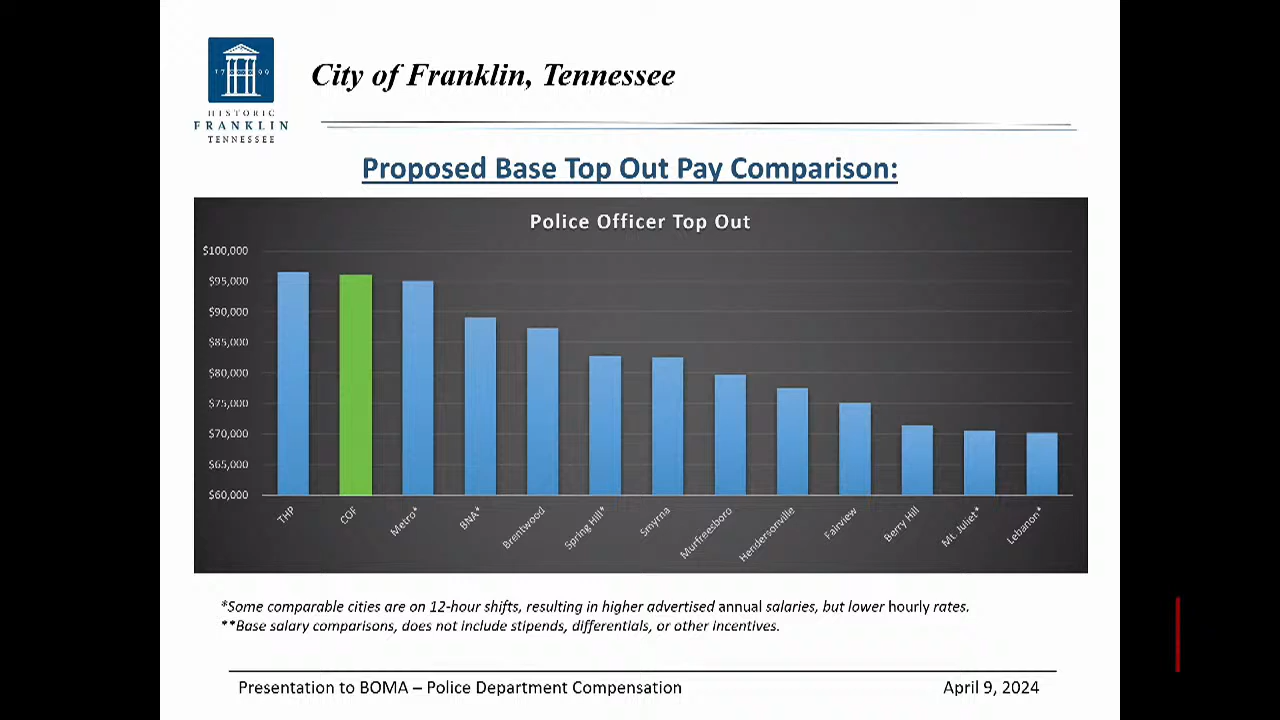 17 99
HISTORIC
FRANKLIN
TENNESSEE
City of Franklin, Tennessee
Proposed Base Top Out Pay Comparison:
Police Officer Top Out
$100,000
$95,000
$90,000
$85,000
$80,000
$75,000
$70,000
$65,000
$60,000
THP
COF
Metro*
BNA*
Brentwood
Spring Hill*
Smyrna
Murfreesboro
Hendersonville
Fairview
Berry Hill
Mt. Juliet*
Lebanon*
*Some comparable cities are on 12-hour shifts, resulting in higher advertised annual salaries, but lower hourly rates.
**Base salary comparisons, does not include stipends, differentials, or other incentives.
Presentation to BOMA – Police Department Compensation
April 9, 2024